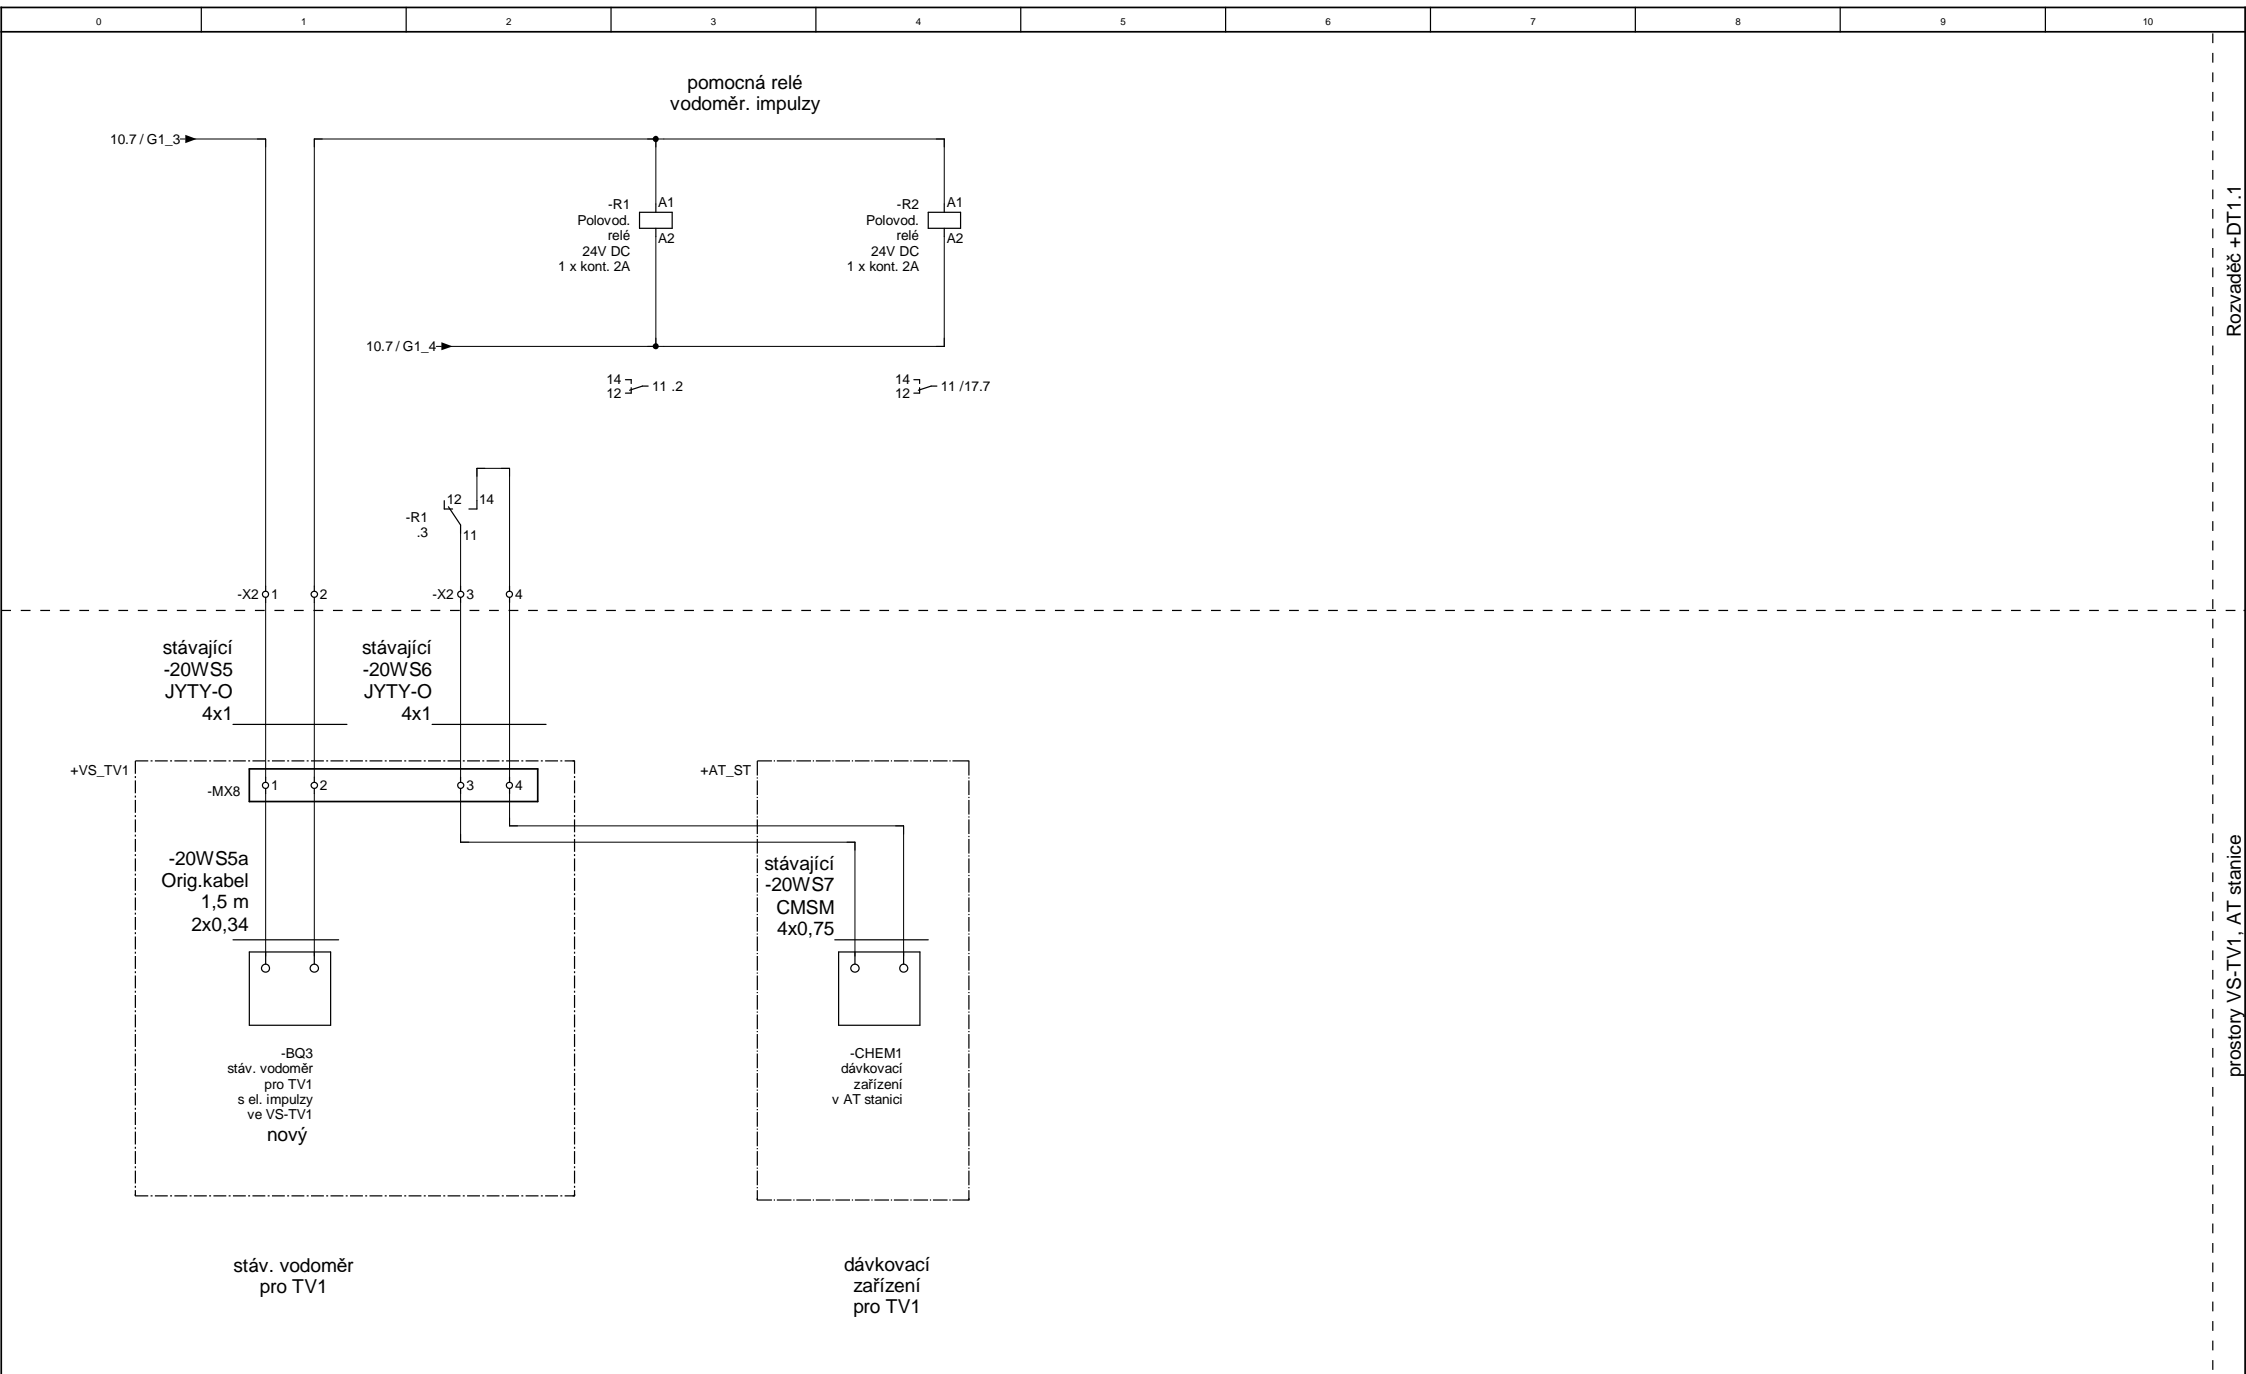 0 1 2 3 4 5 6 7 8 9 10
pomocná relé
vodoměr. impulzy
10.7 / G1_3
-R1
Polovod.
relé
24V DC
1 x kont. 2A
A1
A2
-R2
Polovod.
relé
24V DC
1 x kont. 2A
A1
A2
10.7 / G1_4
14
12
11 .2
14
12
11 /17.7
Rozvaděč +DT1.1
12 14
-R1
.3
11
-X2 1 2
-X2 3 4
stávající
-20WS5
JYTY-O
4x1
stávající
-20WS6
JYTY-O
4x1
+VS_TV1
-MX8 1 2 3 4
+AT_ST
-20WS5a
Orig.kabel
1,5 m
2x0,34
stávající
-20WS7
CMSM
4x0,75
-BQ3
stáv. vodoměr
pro TV1
s el. impulzy
ve VS-TV1
nový
-CHEM1
dávkovací
zařízení
v AT stanici
prostory VS-TV1, AT stanice
stáv. vodoměr
pro TV1
dávkovací
zařízení
pro TV1